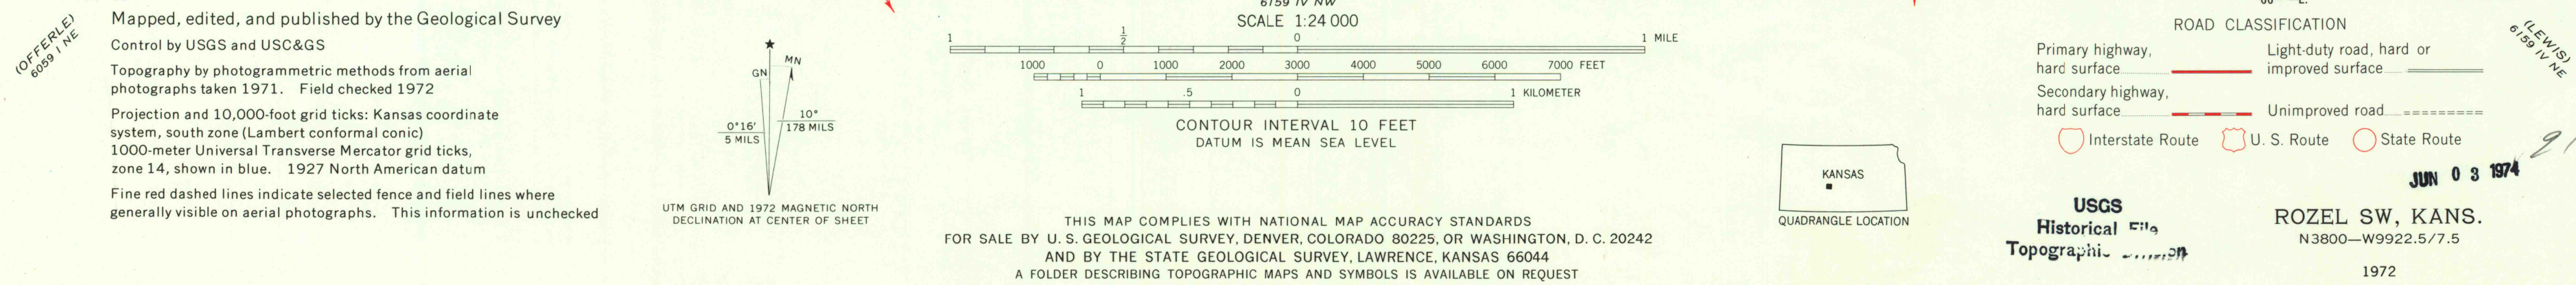 (OFFERLE)
6059 I NE
Mapped, edited, and published by the Geological Survey
Control by USGS and USC&GS
Topography by photogrammetric methods from aerial
photographs taken 1971. Field checked 1972
Projection and 10,000-foot grid ticks: Kansas coordinate
system, south zone (Lambert conformal conic)
1000-meter Universal Transverse Mercator grid ticks,
zone 14, shown in blue. 1927 North American datum
Fine red dashed lines indicate selected fence and field lines where
generally visible on aerial photographs. This information is unchecked
GN
MN
0°16′
5 MILS
10°
178 MILS
UTM GRID AND 1972 MAGNETIC NORTH
DECLINATION AT CENTER OF SHEET
6159 IV NW
SCALE 1:24 000
1 ½ 0 1 MILE
1000 0 1000 2000 3000 4000 5000 6000 7000 FEET
1 .5 0 1 KILOMETER
CONTOUR INTERVAL 10 FEET
DATUM IS MEAN SEA LEVEL
THIS MAP COMPLIES WITH NATIONAL MAP ACCURACY STANDARDS
FOR SALE BY U. S. GEOLOGICAL SURVEY, DENVER, COLORADO 80225, OR WASHINGTON, D. C. 20242
AND BY THE STATE GEOLOGICAL SURVEY, LAWRENCE, KANSAS 66044
A FOLDER DESCRIBING TOPOGRAPHIC MAPS AND SYMBOLS IS AVAILABLE ON REQUEST
KANSAS
QUADRANGLE LOCATION
ROAD CLASSIFICATION
Primary highway,
hard surface
Light-duty road, hard or
improved surface
Secondary highway,
hard surface
Unimproved road
Interstate Route
U. S. Route
State Route
(LEWIS)
6159 IV NE
JUN 03 1974
USGS
Historical File
Topographic
ROZEL SW, KANS.
N3800—W9922.5/7.5
1972